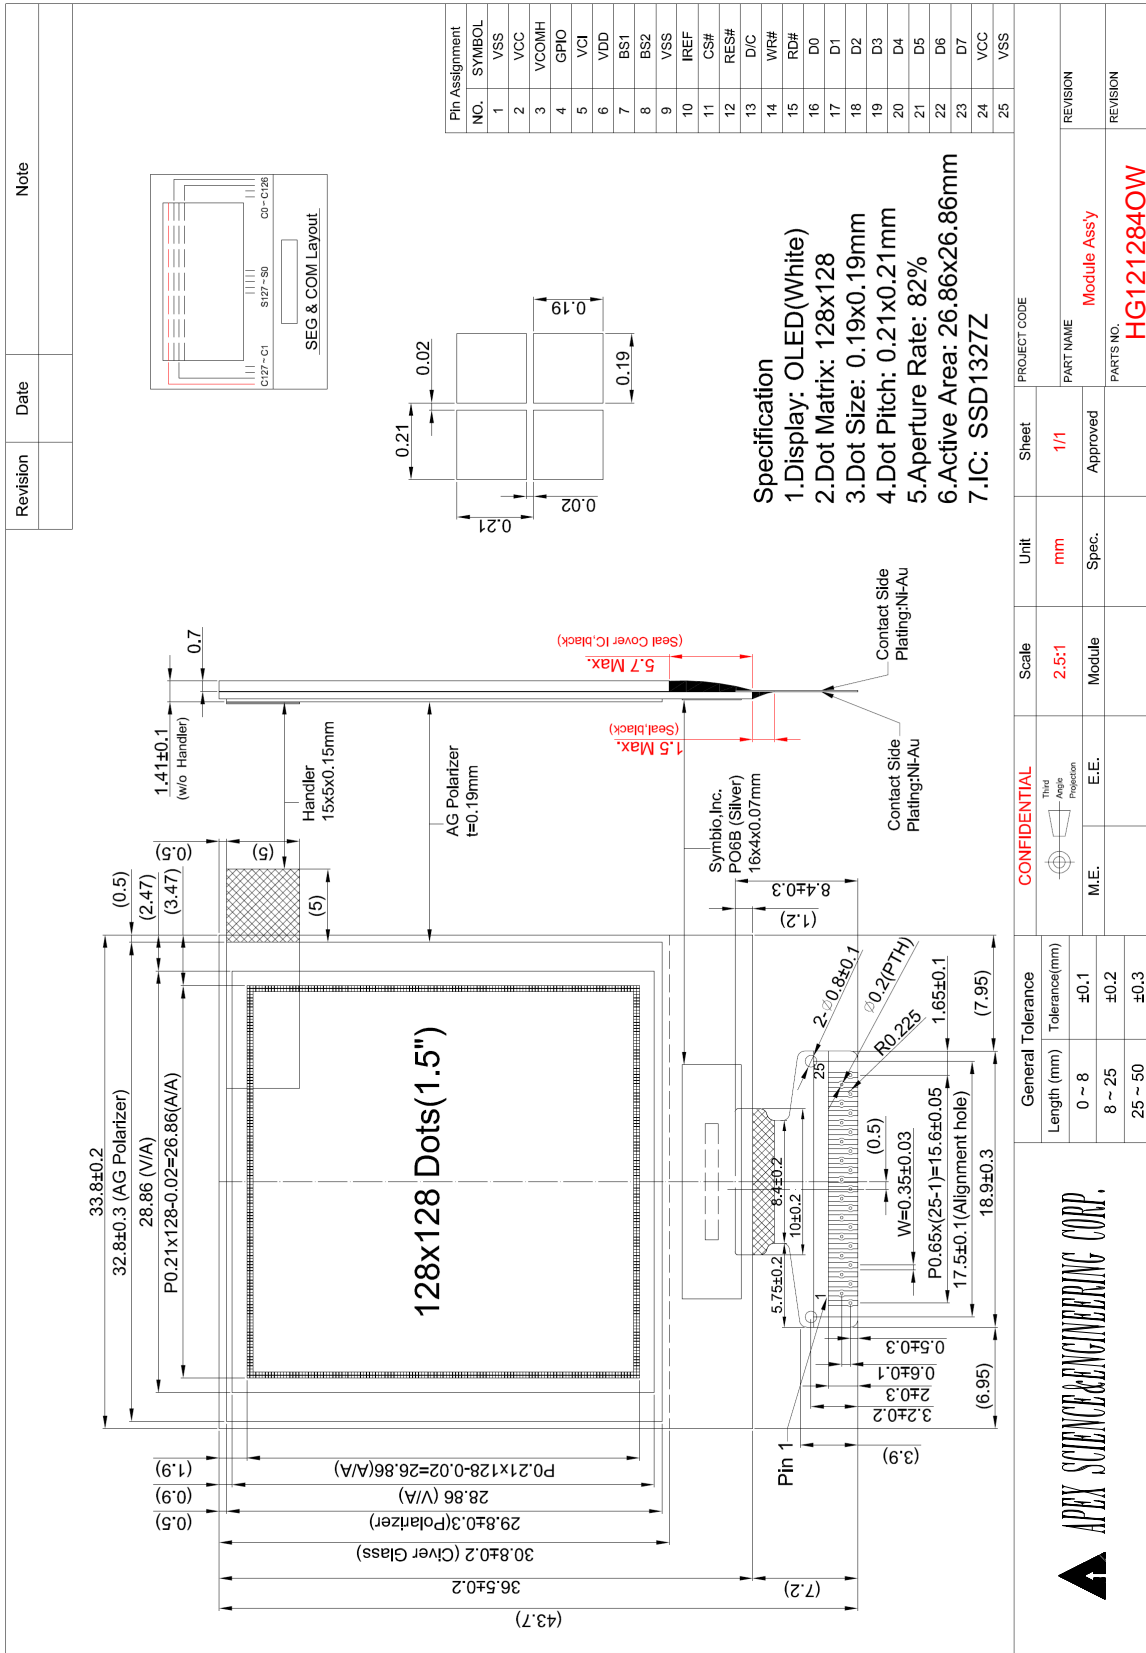 Revision
Date
Note
33.8±0.2
32.8±0.3 (AG Polarizer)
28.86 (V/A)
P0.21x128-0.02=26.86(A/A)
(0.5)
(2.47)
(3.47)
(0.5)
(5)
(5)
128x128 Dots(1.5")
(1.9)
(0.9)
(0.5)
P0.21x128-0.02=26.86(A/A)
28.86 (V/A)
29.8±0.3(Polarizer)
30.8±0.2 (Civer Glass)
36.5±0.2
(7.2)
(43.7)
1.41±0.1
(w/o Handler)
0.7
Handler
15x5x0.15mm
AG Polarizer
t=0.19mm
Symbio,Inc.
PO6B (Silver)
16x4x0.07mm
1.5 Max.
(Seal,black)
5.7 Max.
(Seal Cover IC,black)
Contact Side
Plating:Ni-Au
Contact Side
Plating:Ni-Au
8.4±0.3
(1.2)
2-∅0.8±0.1
∅0.2(PTH)
R0.225
1.65±0.1
(7.95)
25
1
8.4±0.2
10±0.2
5.75±0.2
(0.5)
W=0.35±0.03
P0.65x(25-1)=15.6±0.05
17.5±0.1(Alignment hole)
18.9±0.3
(6.95)
0.5±0.3
0.6±0.1
2±0.3
3.2±0.2
(3.9)
Pin 1
C127~C1
S127~S0
C0~C126
SEG & COM Layout
0.21
0.02
0.21
0.02
0.19
0.19
Specification
1.Display: OLED(White)
2.Dot Matrix: 128x128
3.Dot Size: 0.19x0.19mm
4.Dot Pitch: 0.21x0.21mm
5.Aperture Rate: 82%
6.Active Area: 26.86x26.86mm
7.IC: SSD1327Z
Pin Assignment
NO. SYMBOL
1 VSS
2 VCC
3 VCOMH
4 GPIO
5 VCI
6 VDD
7 BS1
8 BS2
9 VSS
10 IREF
11 CS#
12 RES#
13 D/C
14 WR#
15 RD#
16 D0
17 D1
18 D2
19 D3
20 D4
21 D5
22 D6
23 D7
24 VCC
25 VSS
APEX SCIENCE&ENGINEERING CORP.
General Tolerance
Length (mm) Tolerance(mm)
0 ~ 8 ±0.1
8 ~ 25 ±0.2
25 ~ 50 ±0.3
CONFIDENTIAL
Third
Angle
Projection
M.E.
E.E.
Scale
2.5:1
Module
Unit
mm
Spec.
Sheet
1/1
Approved
PROJECT CODE
PART NAME
Module Ass'y
REVISION
PARTS NO.
HG121284OW
REVISION